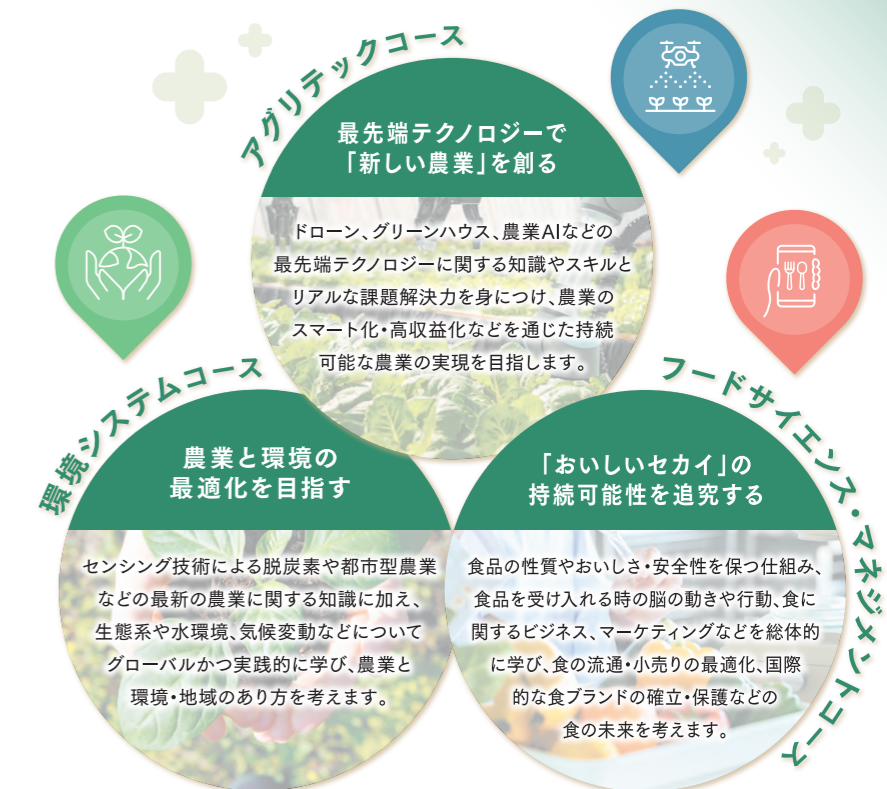 アグリテックコース
最先端テクノロジーで
「新しい農業」を創る
ドローン、グリーンハウス、農業AIなどの
最先端テクノロジーに関する知識やスキルと
リアルな課題解決力を身につけ、農業の
スマート化・高収益化などを通じた持続
可能な農業の実現を目指します。
環境システムコース
農業と環境の
最適化を目指す
センシング技術による脱炭素や都市型農業
などの最新の農業に関する知識に加え、
生態系や水環境、気候変動などについて
グローバルかつ実践的に学び、農業と
環境・地域のあり方を考えます。
フードサイエンス・マネジメントコース
「おいしいセカイ」の
持続可能性を追究する
食品の性質やおいしさ・安全性を保つ仕組み、
食品を受け入れる時の脳の動きや行動、食に
関するビジネス、マーケティングなどを総体的
に学び、食の流通・小売りの最適化、国際
的な食ブランドの確立・保護などの
食の未来を考えます。